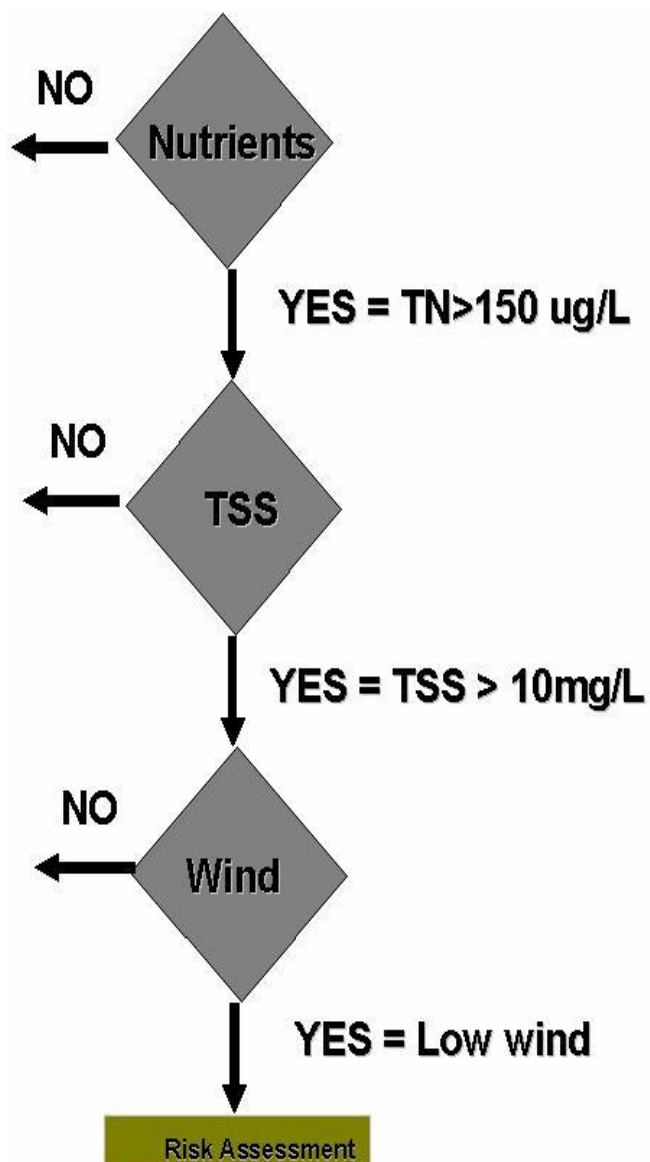 NO
Nutrients
YES = TN>150 ug/L
NO
TSS
YES = TSS > 10mg/L
NO
Wind
YES = Low wind
Risk Assessment